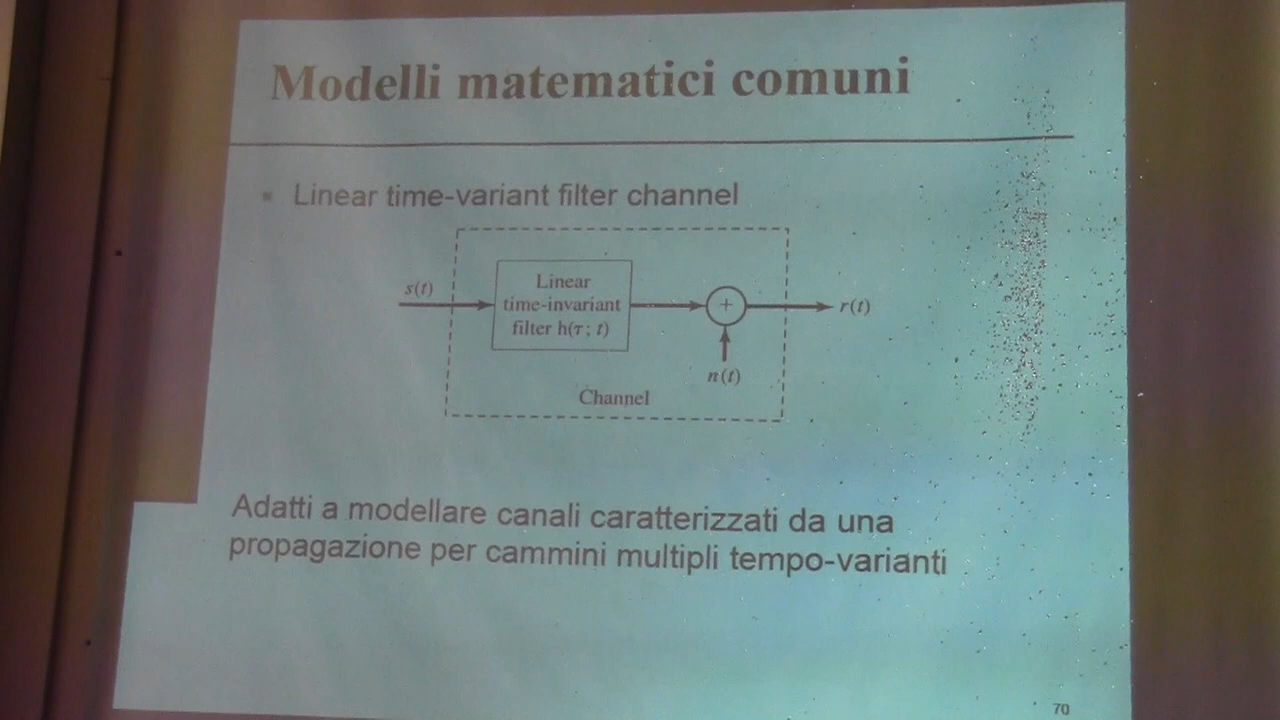 Modelli matematici comuni
Linear time-variant filter channel
s(t)
Linear
time-invariant
filter h(τ; t)
+
r(t)
n(t)
Channel
Adatti a modellare canali caratterizzati da una
propagazione per cammini multipli tempo-varianti
70